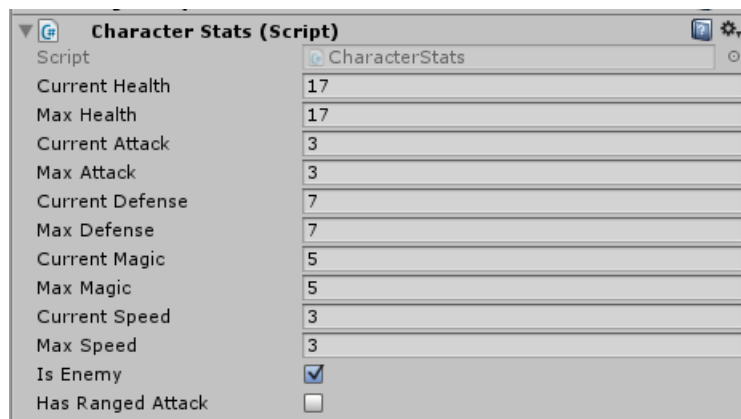 Character Stats (Script)
Script CharacterStats
Current Health 17
Max Health 17
Current Attack 3
Max Attack 3
Current Defense 7
Max Defense 7
Current Magic 5
Max Magic 5
Current Speed 3
Max Speed 3
Is Enemy
Has Ranged Attack